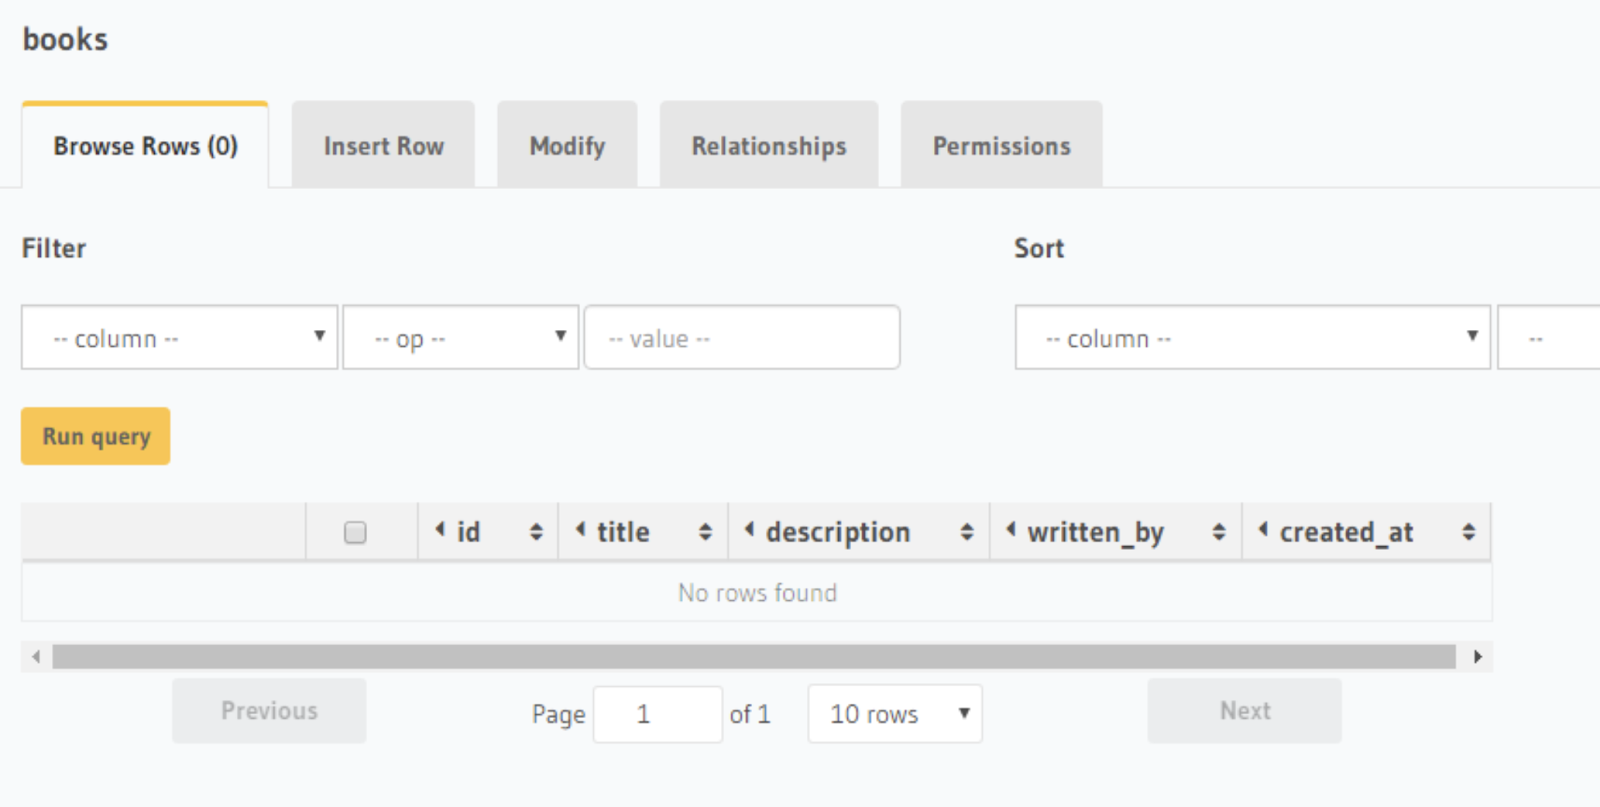 books
Browse Rows (0) Insert Row Modify Relationships Permissions
Filter Sort
-- column -- -- op -- -- value -- -- column -- --
Run query
id title description written_by created_at
No rows found
Previous Page 1 of 1 10 rows Next